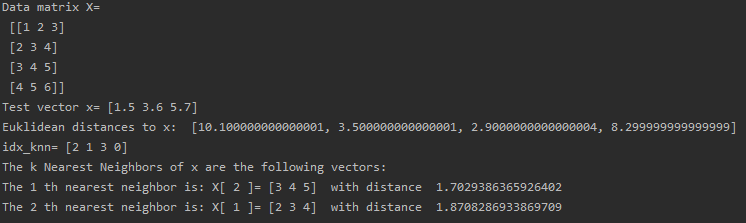 Data matrix X=
[[1 2 3]
[2 3 4]
[3 4 5]
[4 5 6]]
Test vector x= [1.5 3.6 5.7]
Euklidean distances to x:  [10.100000000000001, 3.500000000000001, 2.9000000000000004, 8.299999999999999]
idx_knn= [2 1 3 0]
The k Nearest Neighbors of x are the following vectors:
The 1 th nearest neighbor is: X[ 2 ]= [3 4 5]  with distance  1.7029386365926402
The 2 th nearest neighbor is: X[ 1 ]= [2 3 4]  with distance  1.8708286933869709